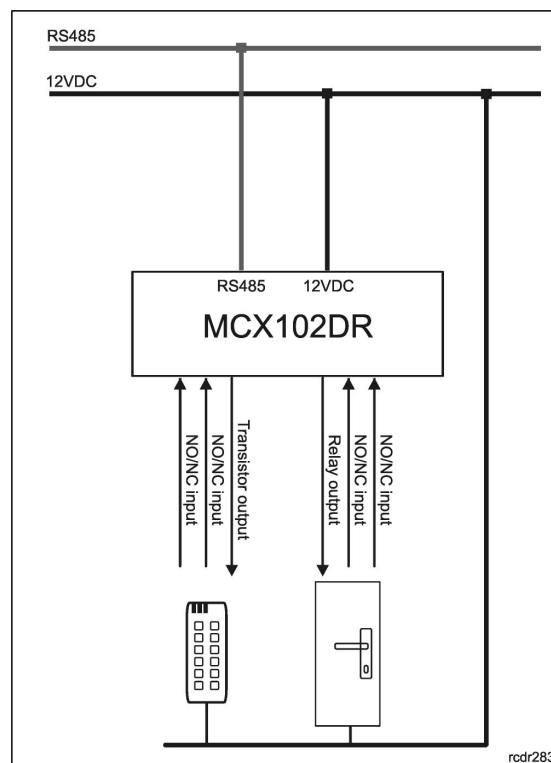 RS485
12VDC
RS485 12VDC
MCX102DR
NO/NC input
NO/NC input
Transistor output
Relay output
NO/NC input
NO/NC input
rcdr283